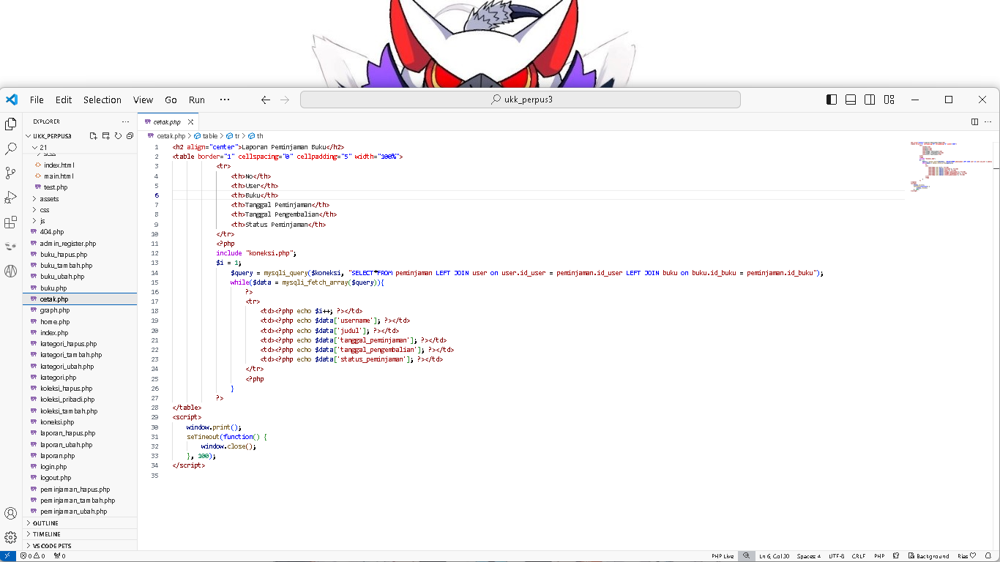 File Edit Selection View Go Run ··· ukk_perpus3
EXPLORER ···
cetak.php
UKK_PERPUS3
21
index.html
main.html
test.php
assets
css
js
404.php
admin_register.php
buku_hapus.php
buku_tambah.php
buku_ubah.php
buku.php
cetak.php
graph.php
home.php
index.php
kategori_hapus.php
kategori_tambah.php
kategori_ubah.php
kategori.php
koleksi_hapus.php
koleksi_pribadi.php
koleksi_tambah.php
koneksi.php
laporan_hapus.php
laporan_ubah.php
laporan.php
login.php
logout.php
peminjaman_hapus.php
peminjaman_tambah.php
peminjaman_ubah.php
OUTLINE
TIMELINE
VS CODE PETS
cetak.php > table > tr > th
1 <h2 align="center">Laporan Peminjaman Buku</h2>
2 <table border="1" cellspacing="0" cellpadding="5" width="100%">
3 <tr>
4 <th>No</th>
5 <th>User</th>
6 <th>Buku</th>
7 <th>Tanggal Peminjaman</th>
8 <th>Tanggal Pengembalian</th>
9 <th>Status Peminjaman</th>
10 </tr>
11 <?php
12 include "koneksi.php";
13 $i = 1;
14 $query = mysqli_query($koneksi, "SELECT*FROM peminjaman LEFT JOIN user on user.id_user = peminjaman.id_user LEFT JOIN buku on buku.id_buku = peminjaman.id_buku");
15 while($data = mysqli_fetch_array($query)){
16 ?>
17 <tr>
18 <td><?php echo $i++; ?></td>
19 <td><?php echo $data['username']; ?></td>
20 <td><?php echo $data['judul']; ?></td>
21 <td><?php echo $data['tanggal_peminjaman']; ?></td>
22 <td><?php echo $data['tanggal_pengembalian']; ?></td>
23 <td><?php echo $data['status_peminjaman']; ?></td>
24 </tr>
25 <?php
26 }
27 ?>
28 </table>
29 <script>
30 window.print();
31 seTineout(function() {
32 window.close();
33 }, 100);
34 </script>
35
0 0 0 PHP Live Ln 6, Col 30 Spaces: 4 UTF-8 CRLF PHP Background Rias